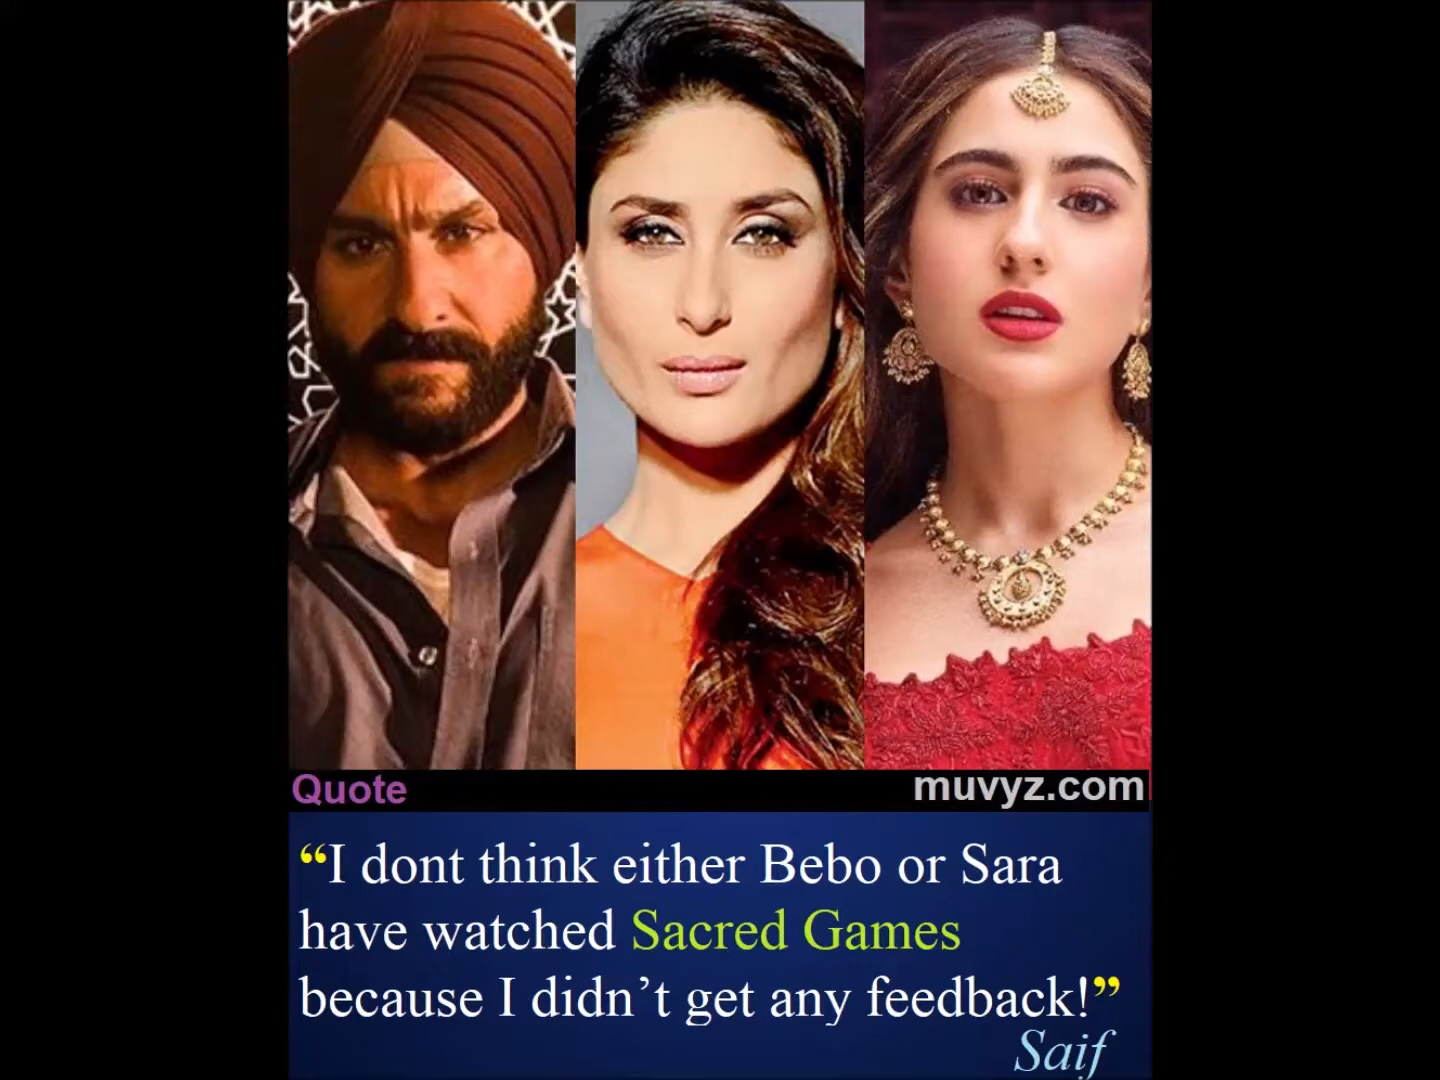 Quote
muvyz.com
“I dont think either Bebo or Sara
have watched Sacred Games
because I didn’t get any feedback!”
Saif